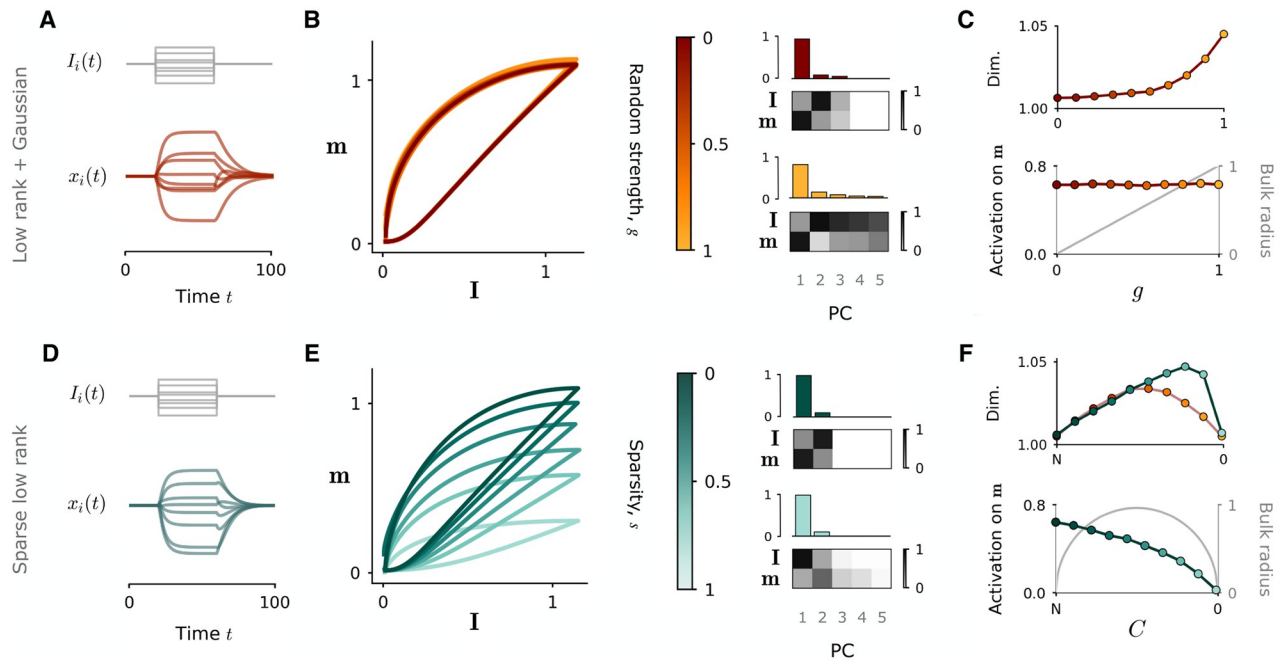 A
Low rank + Gaussian
I_i(t)
x_i(t)
0
100
Time t
B
m
1
0
0
1
I
Random strength, g
0
0.5
1
1
1
I
m
1
0
1
1
I
m
1
0
1 2 3 4 5
PC
C
Dim.
1.05
1.00
0
1
Activation on m
0.8
0.0
1
0
Bulk radius
0
1
g
D
Sparse low rank
I_i(t)
x_i(t)
0
100
Time t
E
m
1
0
0
1
I
Sparsity, s
0
0.5
1
1
0
I
m
1
0
1
0
I
m
1
0
1 2 3 4 5
PC
F
Dim.
1.05
1.00
N
0
Activation on m
0.8
0.0
1
0
Bulk radius
N
0
C